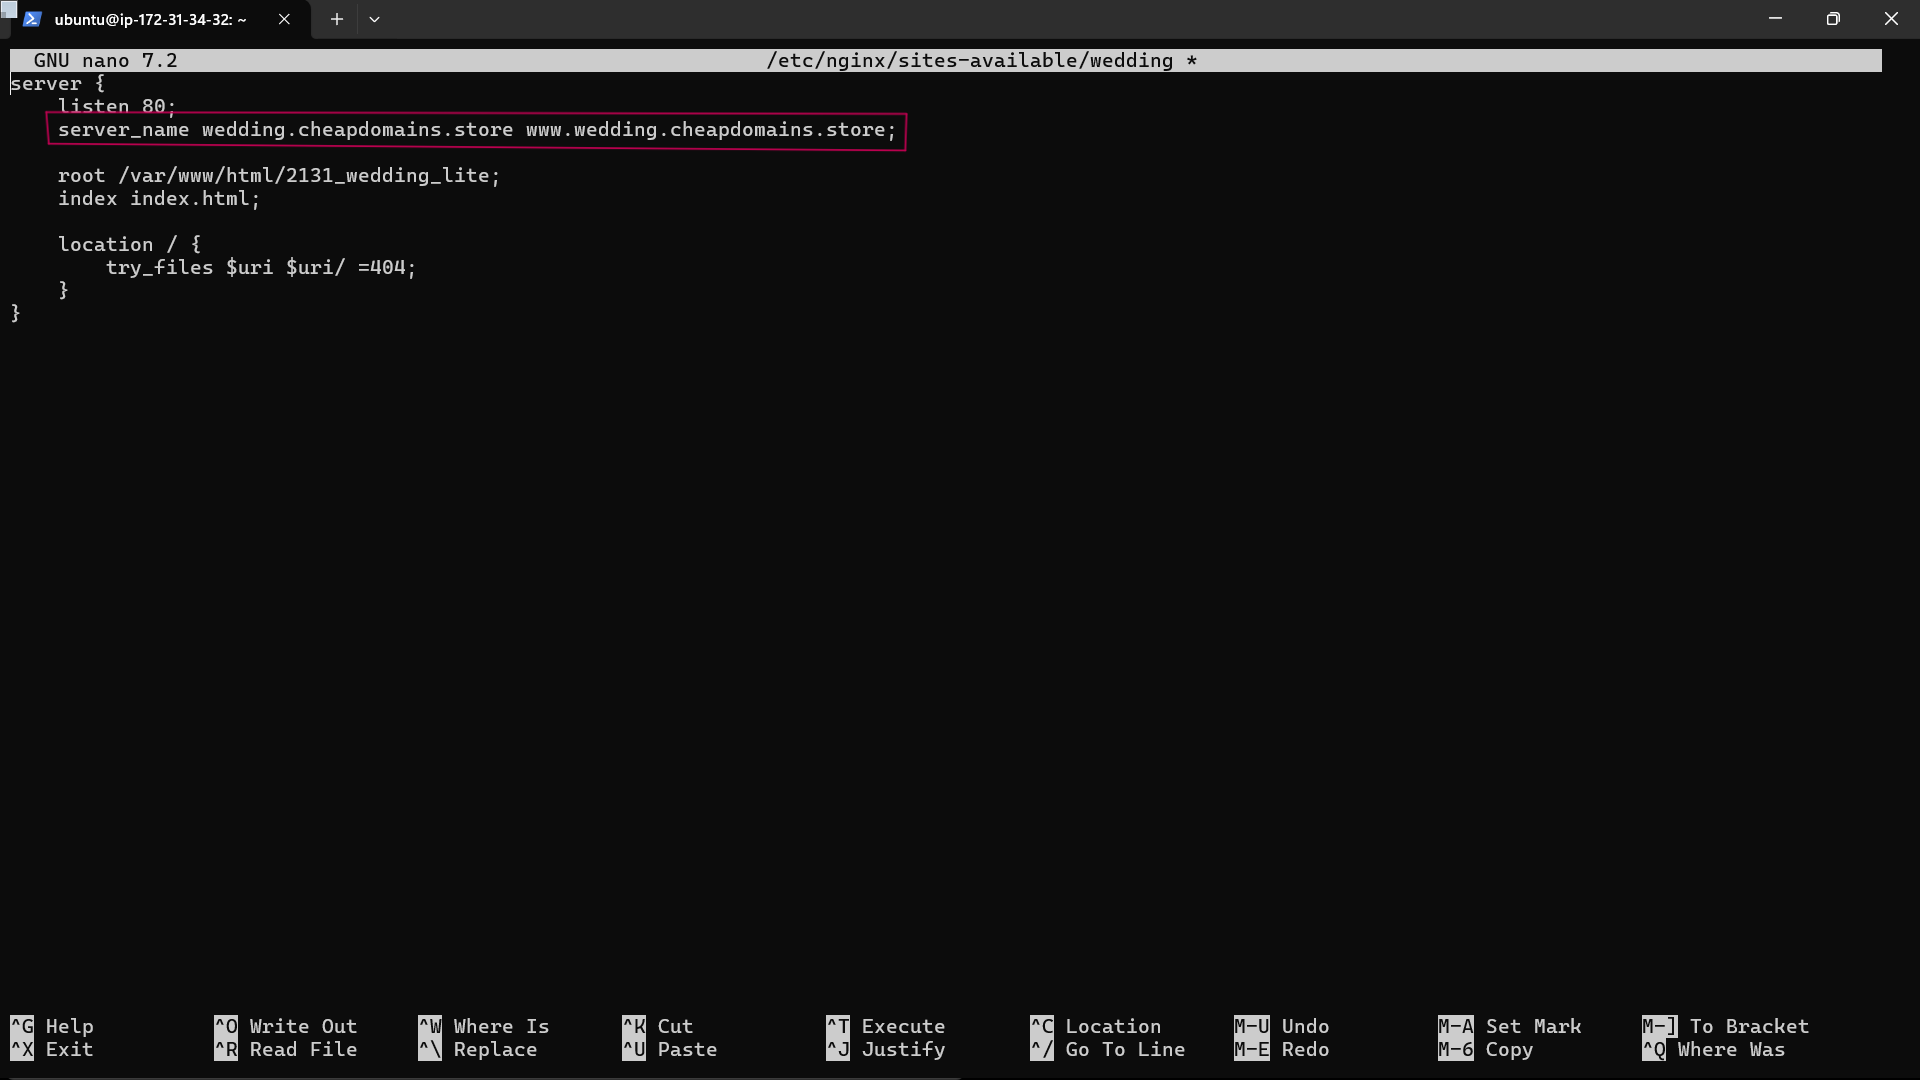 ubuntu@ip-172-31-34-32: ~
GNU nano 7.2 /etc/nginx/sites-available/wedding *
server {
    listen 80;
    server_name wedding.cheapdomains.store www.wedding.cheapdomains.store;
    root /var/www/html/2131_wedding_lite;
    index index.html;
    location / {
        try_files $uri $uri/ =404;
    }
}
^G Help ^O Write Out ^W Where Is ^K Cut ^T Execute ^C Location M-U Undo M-A Set Mark M-] To Bracket
^X Exit ^R Read File ^\ Replace ^U Paste ^J Justify ^/ Go To Line M-E Redo M-6 Copy ^Q Where Was